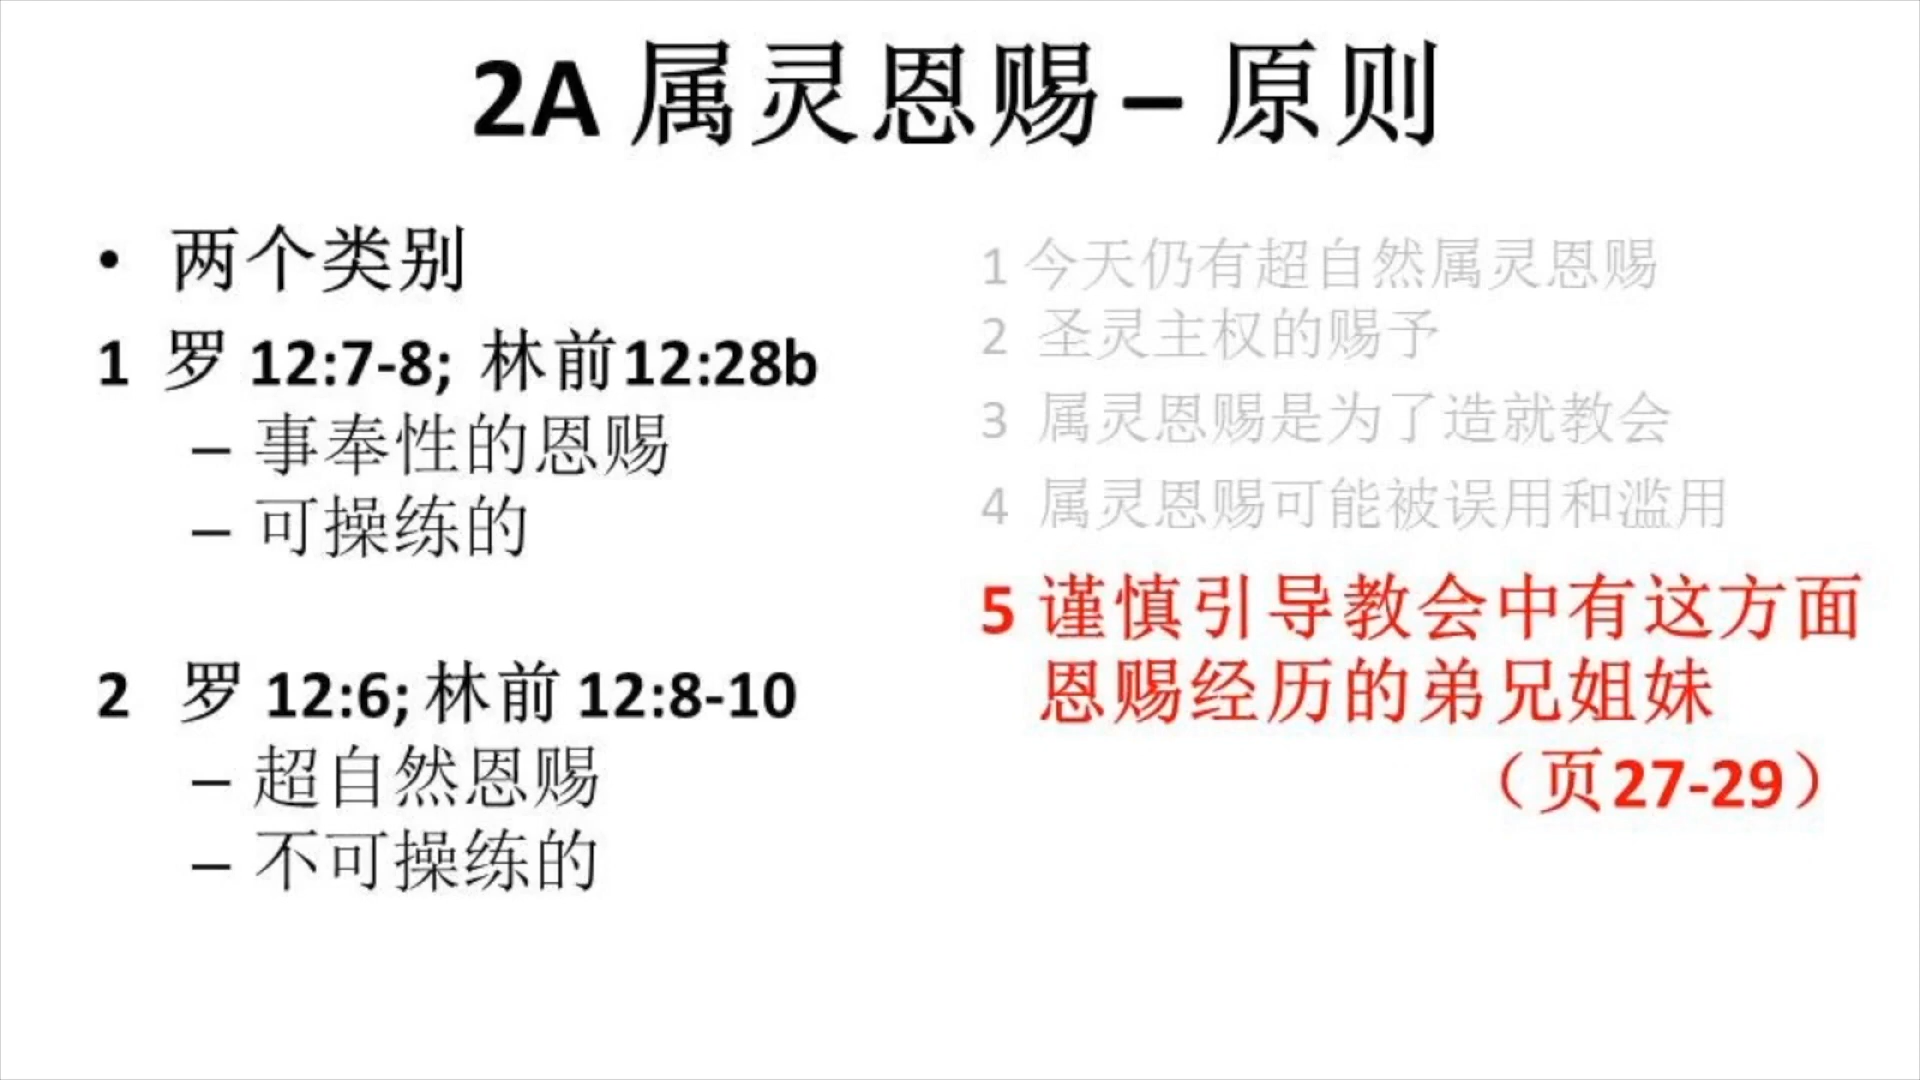 2A 属灵恩赐 – 原则
• 两个类别
1 罗 12:7-8; 林前12:28b
– 事奉性的恩赐
– 可操练的
2 罗 12:6; 林前 12:8-10
– 超自然恩赐
– 不可操练的
1 今天仍有超自然属灵恩赐
2 圣灵主权的赐予
3 属灵恩赐是为了造就教会
4 属灵恩赐可能被误用和滥用
5 谨慎引导教会中有这方面
恩赐经历的弟兄姐妹
（页27-29）